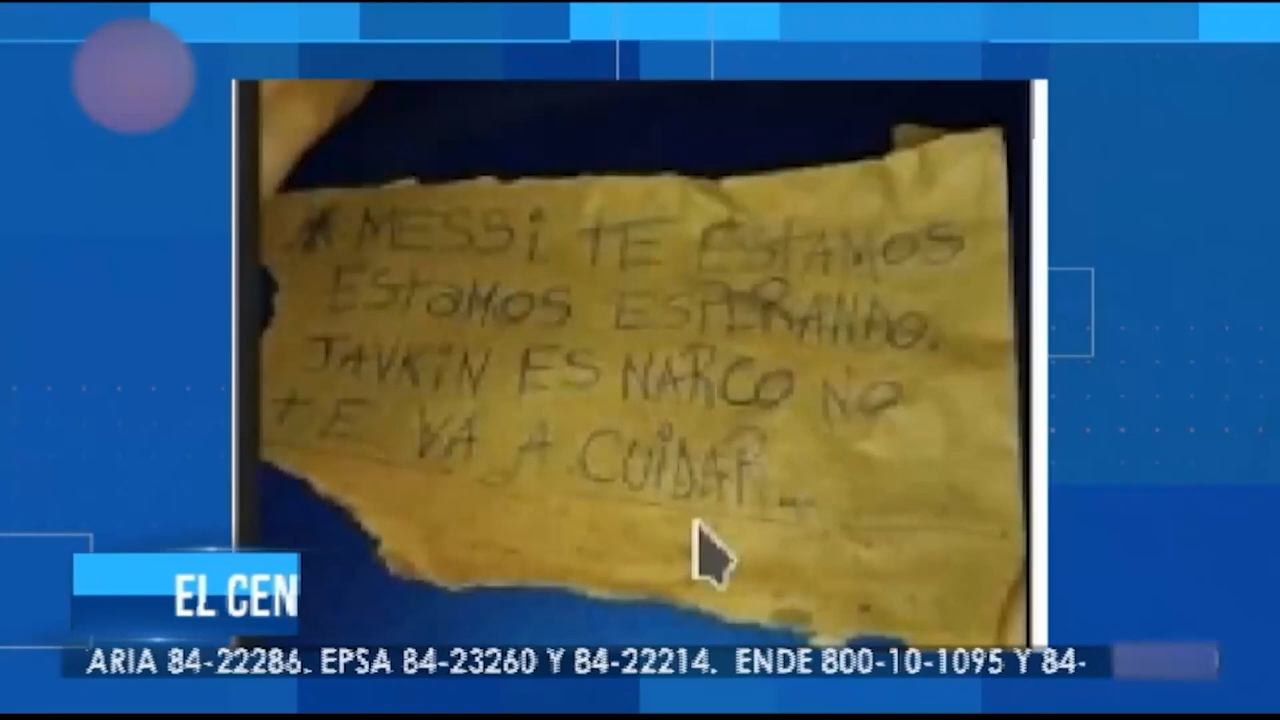 * MESSi TE ESTAMOS
ESTAMOS ESPERANDO.
JAVKiN ES NARCO NO
TE VA A CUIDAR...
EL CEN
ARIA 84-22286. EPSA 84-23260 Y 84-22214. ENDE 800-10-1095 Y 84-